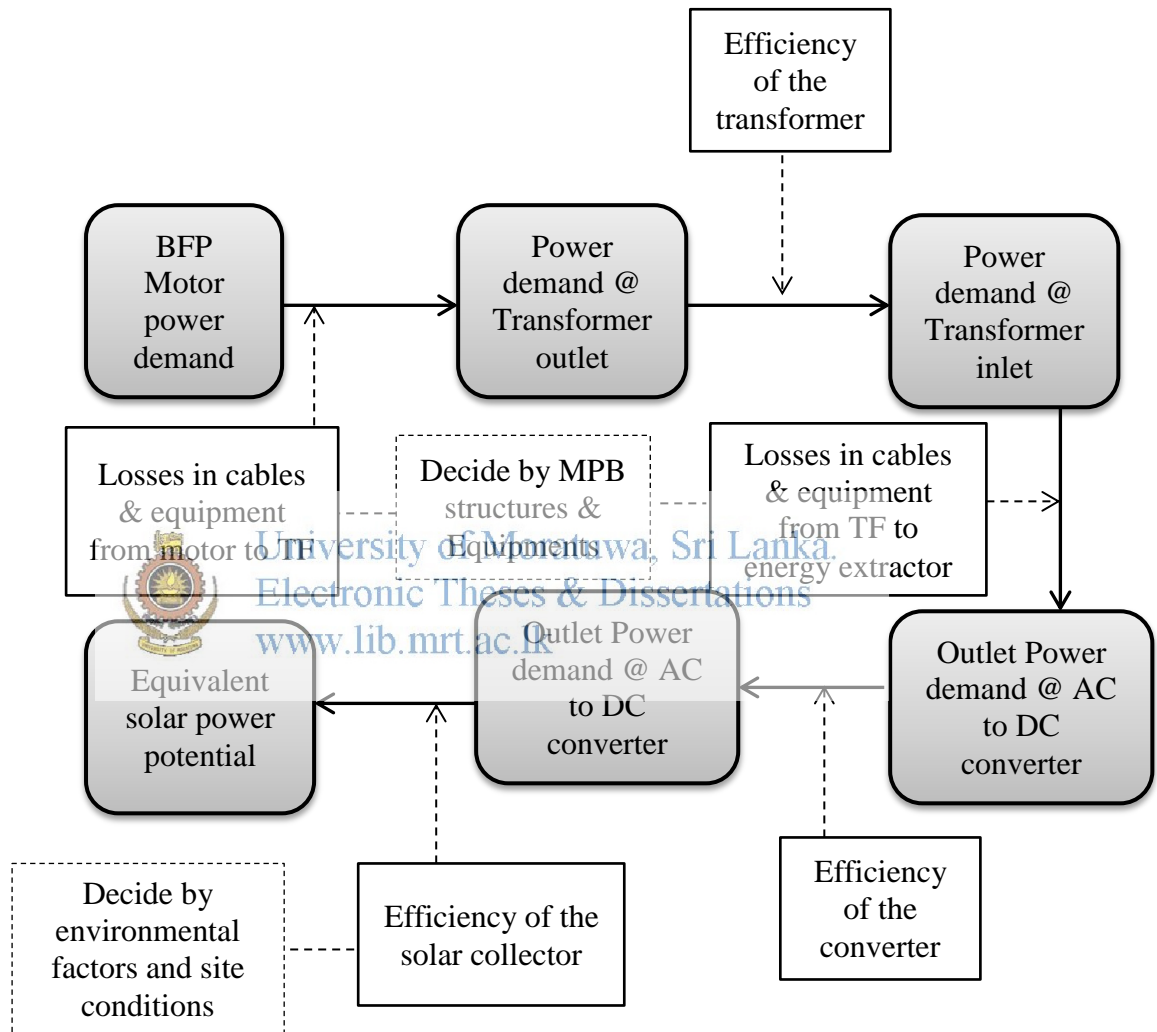 Efficiency
of the
transformer
BFP
Motor
power
demand
Power
demand @
Transformer
outlet
Power
demand @
Transformer
inlet
Losses in cables
& equipment
from motor to TF
Decide by MPB
structures &
Equipments
Losses in cables
& equipment
from TF to
energy extractor
University of Moratuwa, Sri Lanka.
Electronic Theses & Dissertations
www.lib.mrt.ac.lk
Equivalent
solar power
potential
Outlet Power
demand @ AC
to DC
converter
Outlet Power
demand @ AC
to DC
converter
Decide by
environmental
factors and site
conditions
Efficiency of the
solar collector
Efficiency
of the
converter